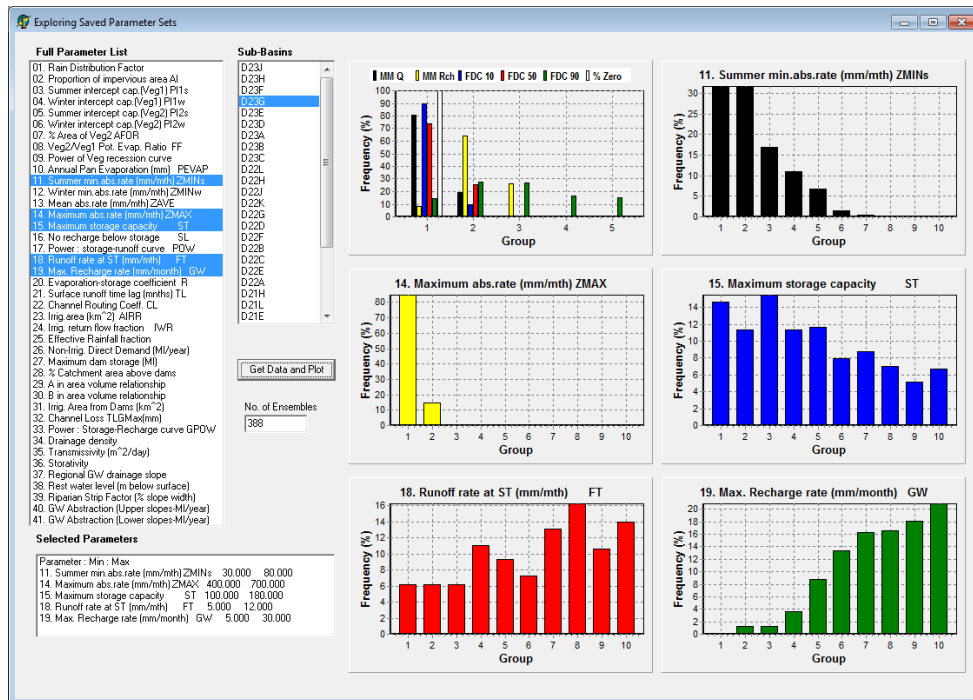 Exploring Saved Parameter Sets
Full Parameter List
01. Rain Distribution Factor
02. Proportion of impervious area AI
03. Summer intercept cap.(Veg1) PI1s
04. Winter intercept cap.(Veg1) PI1w
05. Summer intercept cap.(Veg2) PI2s
06. Winter intercept cap.(Veg2) PI2w
07. % Area of Veg2 AFOR
08. Veg2/Veg1 Pot. Evap. Ratio FF
09. Power of Veg recession curve
10. Annual Pan Evaporation (mm) PEVAP
11. Summer min.abs.rate (mm/mth) ZMINs
12. Winter min.abs.rate (mm/mth) ZMINw
13. Mean abs.rate (mm/mth) ZAVE
14. Maximum abs.rate (mm/mth) ZMAX
15. Maximum storage capacity ST
16. No recharge below storage SL
17. Power : storage-runoff curve POW
18. Runoff rate at ST (mm/mth) FT
19. Max. Recharge rate (mm/month) GW
20. Evaporation-storage coefficient R
21. Surface runoff time lag (mnths) TL
22. Channel Routing Coeff. CL
23. Irrig.area (km^2) AIRR
24. Irrig. return flow fraction IWR
25. Effective Rainfall fraction
26. Non-Irrig. Direct Demand (Ml/year)
27. Maximum dam storage (Ml)
28. % Catchment area above dams
29. A in area volume relationship
30. B in area volume relationship
31. Irrig. Area from Dams (km^2)
32. Channel Loss TLGMax(mm)
33. Power : Storage-Recharge curve GPOW
34. Drainage density
35. Transmissivity (m^2/day)
36. Storativity
37. Regional GW drainage slope
38. Rest water level (m below surface)
39. Riparian Strip Factor (% slope width)
40. GW Abstraction (Upper slopes-Ml/year)
41. GW Abstraction (Lower slopes-Ml/year)
Sub-Basins
D23J
D23H
D23F
D23G
D23E
D23D
D23A
D23B
D23C
D22L
D22H
D22J
D22K
D22G
D22D
D22F
D22B
D22C
D22E
D22A
D21H
D21L
D21E
Get Data and Plot
No. of Ensembles
388
Selected Parameters
Parameter : Min : Max
11. Summer min.abs.rate (mm/mth) ZMINs 30.000 80.000
14. Maximum abs.rate (mm/mth) ZMAX 400.000 700.000
15. Maximum storage capacity ST 100.000 180.000
18. Runoff rate at ST (mm/mth) FT 5.000 12.000
19. Max. Recharge rate (mm/month) GW 5.000 30.000
MM Q MM Rch FDC 10 FDC 50 FDC 90 % Zero
Frequency (%)
100
90
80
70
60
50
40
30
20
10
0
1 2 3 4 5
Group
11. Summer min.abs.rate (mm/mth) ZMINs
Frequency (%)
30
25
20
15
10
5
0
1 2 3 4 5 6 7 8 9 10
Group
14. Maximum abs.rate (mm/mth) ZMAX
Frequency (%)
80
70
60
50
40
30
20
10
0
1 2 3 4 5 6 7 8 9 10
Group
15. Maximum storage capacity ST
Frequency (%)
14
12
10
8
6
4
2
0
1 2 3 4 5 6 7 8 9 10
Group
18. Runoff rate at ST (mm/mth) FT
Frequency (%)
16
14
12
10
8
6
4
2
0
1 2 3 4 5 6 7 8 9 10
Group
19. Max. Recharge rate (mm/month) GW
Frequency (%)
20
18
16
14
12
10
8
6
4
2
0
1 2 3 4 5 6 7 8 9 10
Group